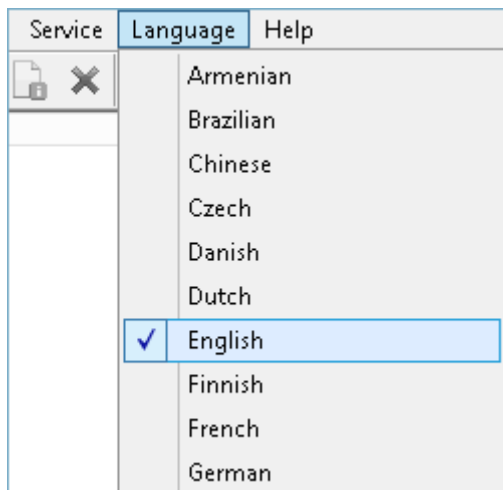 Service Language Help
Armenian
Brazilian
Chinese
Czech
Danish
Dutch
English
Finnish
French
German